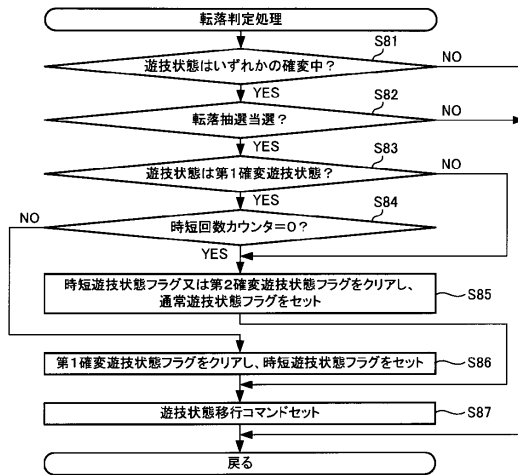 転落判定処理
S81
遊技状態はいずれかの確変中？
NO
YES
S82
転落抽選当選？
NO
YES
S83
遊技状態は第1確変遊技状態？
NO
YES
S84
NO
時短回数カウンタ=0？
YES
時短遊技状態フラグ又は第2確変遊技状態フラグをクリアし、
通常遊技状態フラグをセット
S85
第1確変遊技状態フラグをクリアし、時短遊技状態フラグをセット
S86
遊技状態移行コマンドセット
S87
戻る